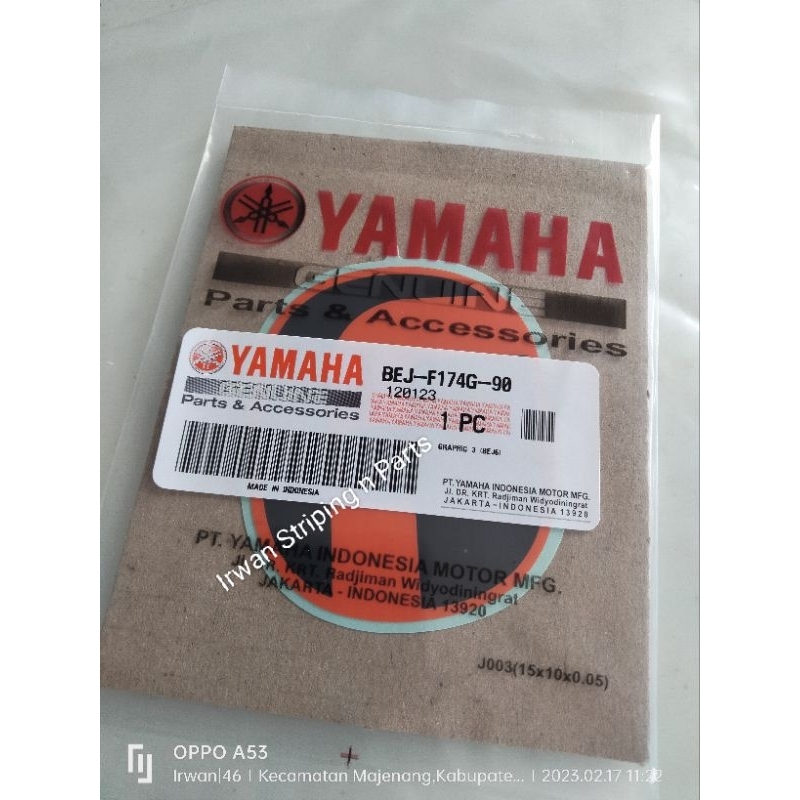 YAMAHA
GENUINE
Parts & Accessories
YAMAHA
GENUINE
Parts & Accessories
BEJ-F174G-90
120123
1 PC
GRAPHIC 3 (BEJ6)
MADE IN INDONESIA
PT. YAMAHA INDONESIA MOTOR MFG.
Jl. DR. KRT. Radjiman Widyodiningrat
JAKARTA - INDONESIA 13920
Irwan Striping n Parts
PT. YAMAHA INDONESIA MOTOR MFG.
Jl. DR. KRT. Radjiman Widyodiningrat
JAKARTA - INDONESIA 13920
J003(15x10x0.05)
OPPO A53
Irwan|46 | Kecamatan Majenang,Kabupate... | 2023.02.17 11:22